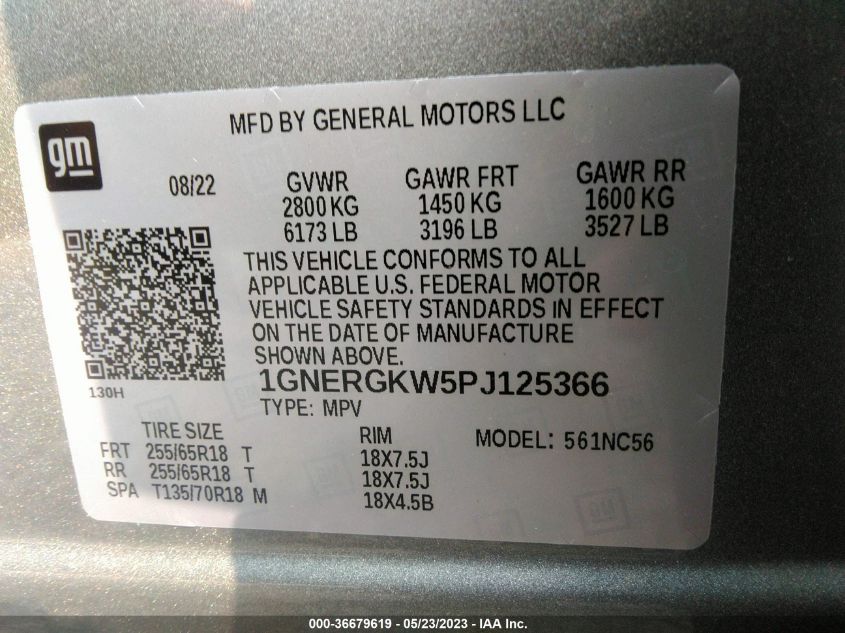 MFD BY GENERAL MOTORS LLC
gm
08/22
GVWR GAWR FRT GAWR RR
2800 KG 1450 KG 1600 KG
6173 LB 3196 LB 3527 LB
THIS VEHICLE CONFORMS TO ALL
APPLICABLE U.S. FEDERAL MOTOR
VEHICLE SAFETY STANDARDS IN EFFECT
ON THE DATE OF MANUFACTURE
SHOWN ABOVE.
130H
1GNERGKW5PJ125366
TYPE: MPV
TIRE SIZE RIM MODEL: 561NC56
FRT 255/65R18 T 18X7.5J
RR 255/65R18 T 18X7.5J
SPA T135/70R18 M 18X4.5B
000-36679619 - 05/23/2023 - IAA Inc.